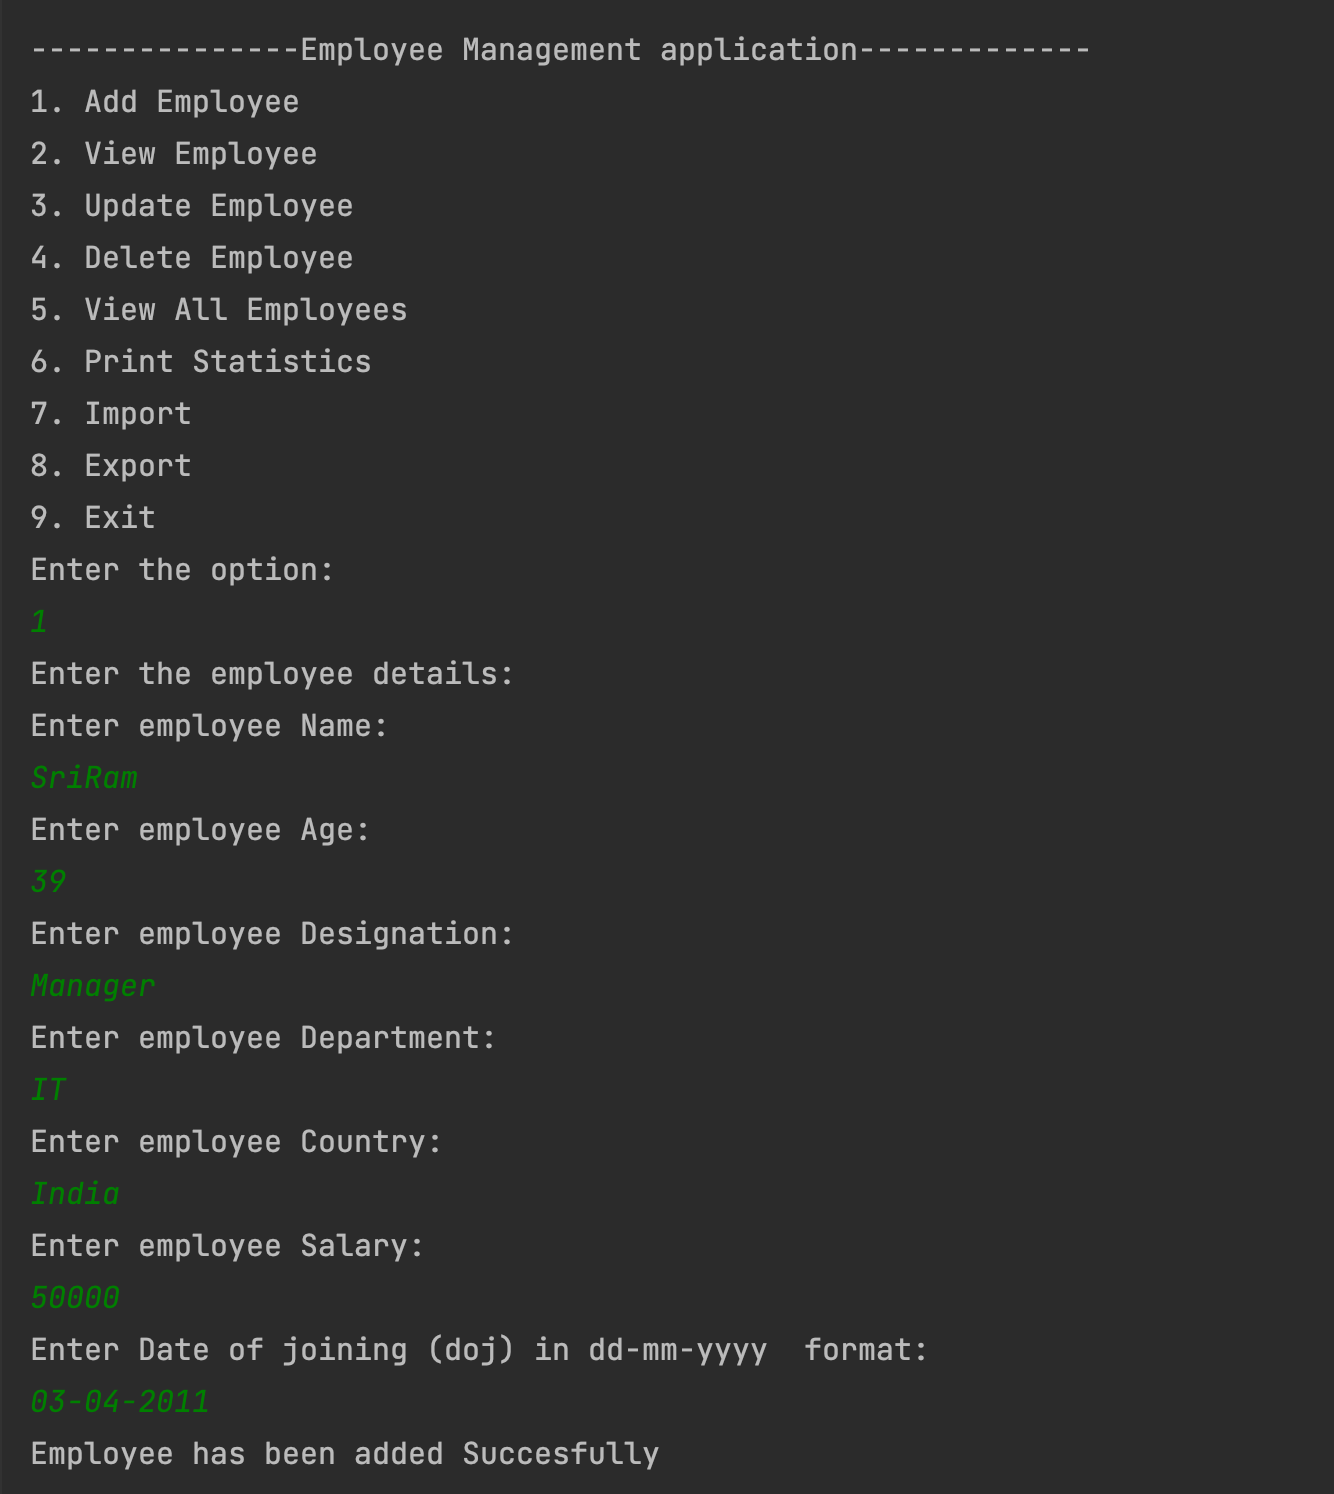 ---------------Employee Management application-------------
1. Add Employee
2. View Employee
3. Update Employee
4. Delete Employee
5. View All Employees
6. Print Statistics
7. Import
8. Export
9. Exit
Enter the option:
1
Enter the employee details:
Enter employee Name:
SriRam
Enter employee Age:
39
Enter employee Designation:
Manager
Enter employee Department:
IT
Enter employee Country:
India
Enter employee Salary:
50000
Enter Date of joining (doj) in dd-mm-yyyy  format:
03-04-2011
Employee has been added Succesfully